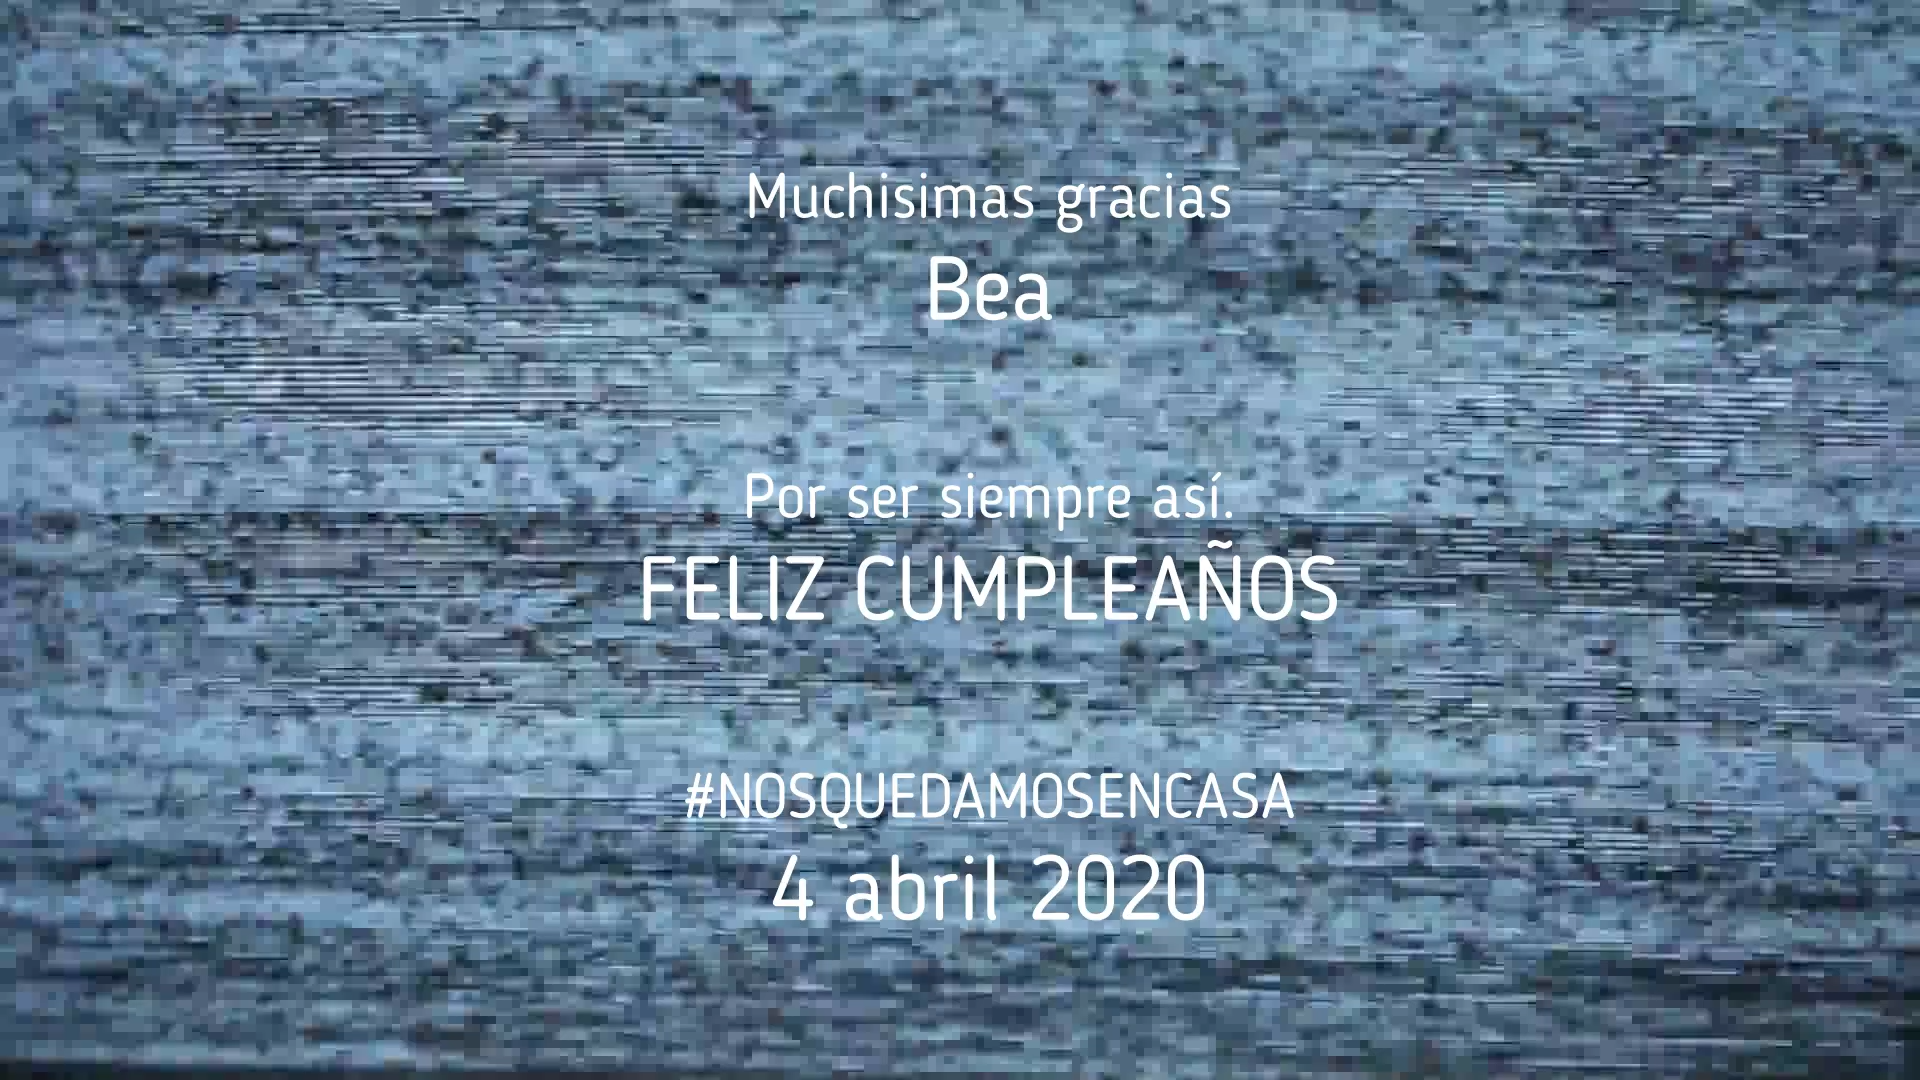 Muchisimas gracias
Bea
Por ser siempre así.
FELIZ CUMPLEAÑOS
#NOSQUEDAMOSENCASA
4 abril 2020